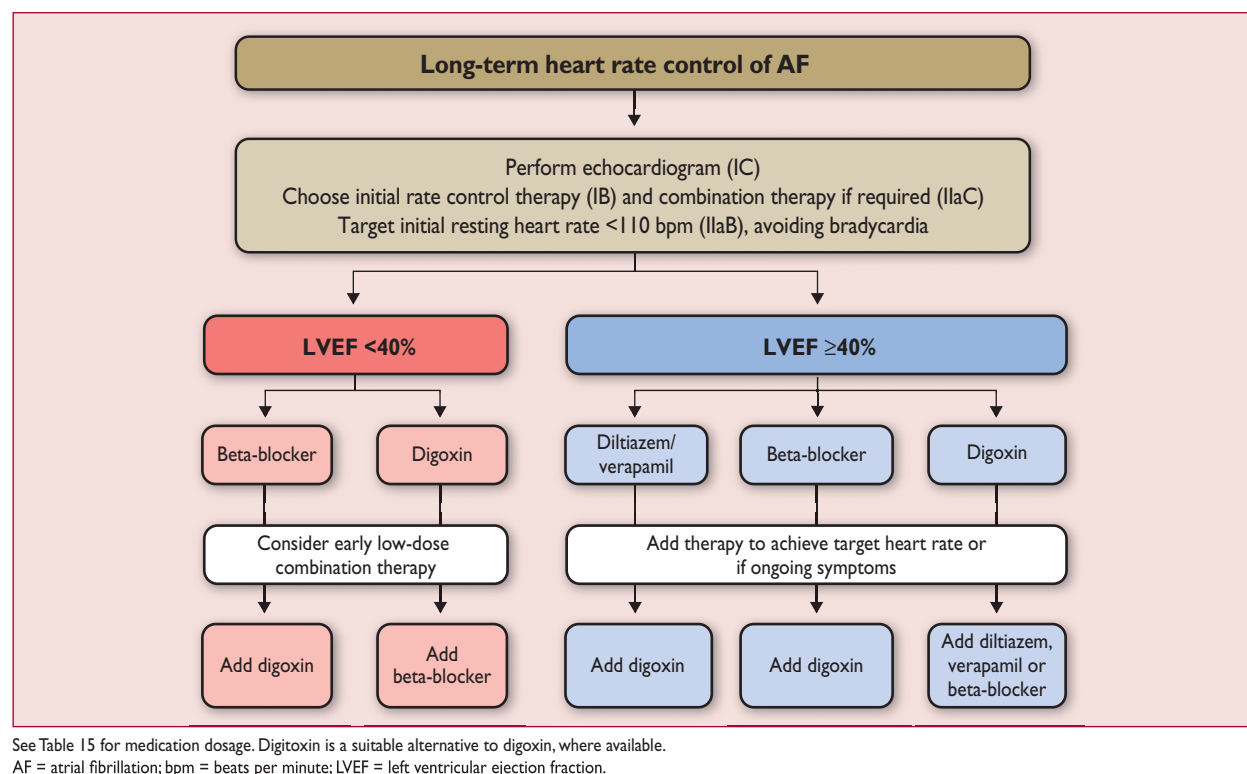 Long-term heart rate control of AF
Perform echocardiogram (IC)
Choose initial rate control therapy (IB) and combination therapy if required (IIaC)
Target initial resting heart rate <110 bpm (IIaB), avoiding bradycardia
LVEF <40%
LVEF ≥40%
Beta-blocker
Digoxin
Diltiazem/
verapamil
Beta-blocker
Digoxin
Consider early low-dose
combination therapy
Add therapy to achieve target heart rate or
if ongoing symptoms
Add digoxin
Add
beta-blocker
Add digoxin
Add digoxin
Add diltiazem,
verapamil or
beta-blocker
See Table 15 for medication dosage. Digitoxin is a suitable alternative to digoxin, where available.
AF = atrial fibrillation; bpm = beats per minute; LVEF = left ventricular ejection fraction.